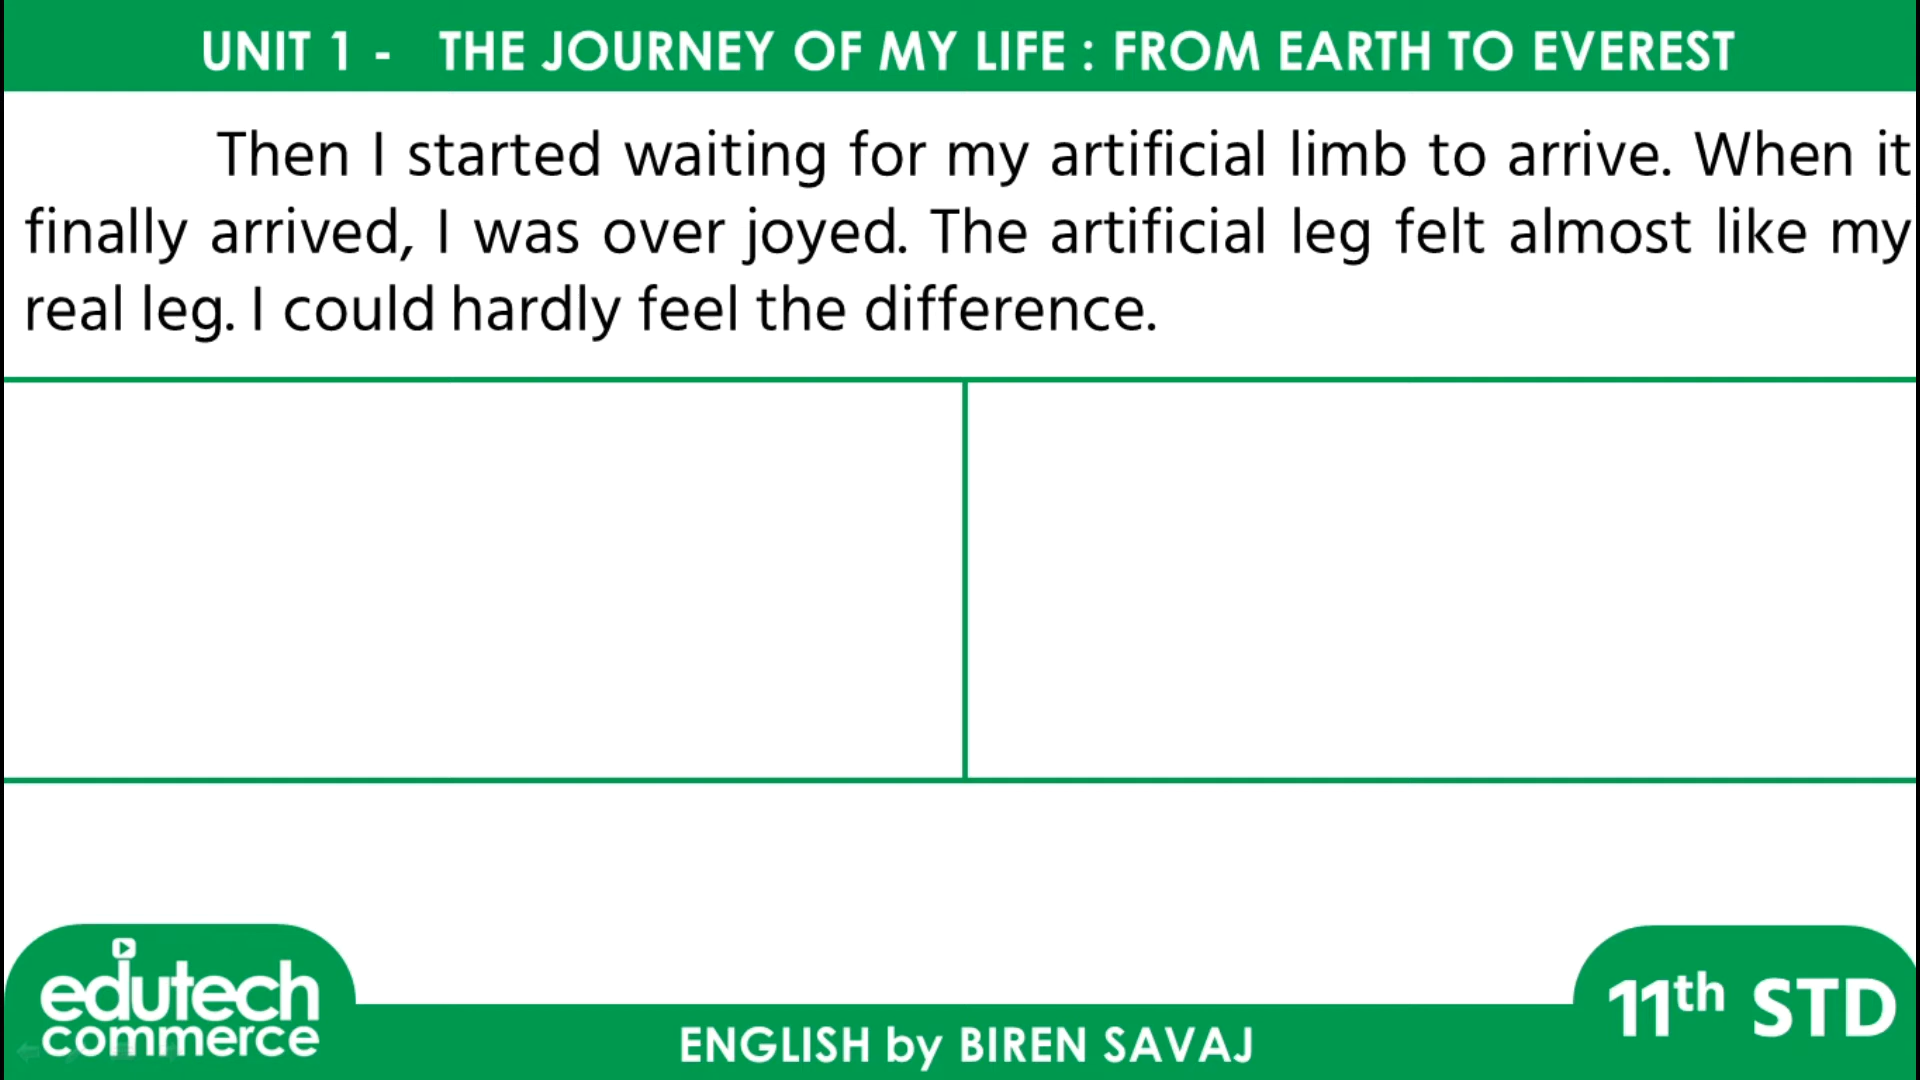 UNIT 1 - THE JOURNEY OF MY LIFE : FROM EARTH TO EVEREST
Then I started waiting for my artificial limb to arrive. When it
finally arrived, I was over joyed. The artificial leg felt almost like my
real leg. I could hardly feel the difference.
edutech
commerce
ENGLISH by BIREN SAVAJ
11th STD